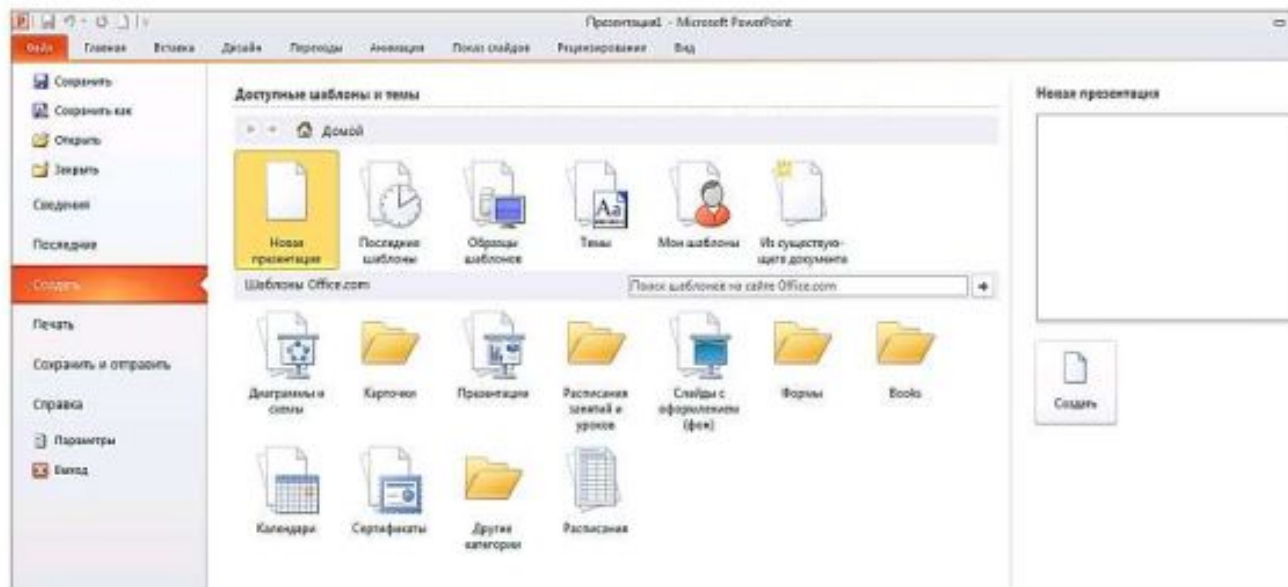 Презентация1 - Microsoft PowerPoint
Файл Главная Вставка Дизайн Переходы Анимация Показ слайдов Рецензирование Вид
Сохранить
Сохранить как
Открыть
Закрыть
Сведения
Последние
Создать
Печать
Сохранить и отправить
Справка
Параметры
Выход
Доступные шаблоны и темы
Домой
Новая
презентация
Последние
шаблоны
Образцы
шаблонов
Темы
Мои шаблоны
Из существую-
щего документа
Шаблоны Office.com
Поиск шаблонов на сайте Office.com
Диаграммы и
схемы
Карточки
Презентации
Расписания
занятий и
уроков
Слайды с
оформлением
(фон)
Формы
Books
Календари
Сертификаты
Другие
категории
Расписания
Новая презентация
Создать